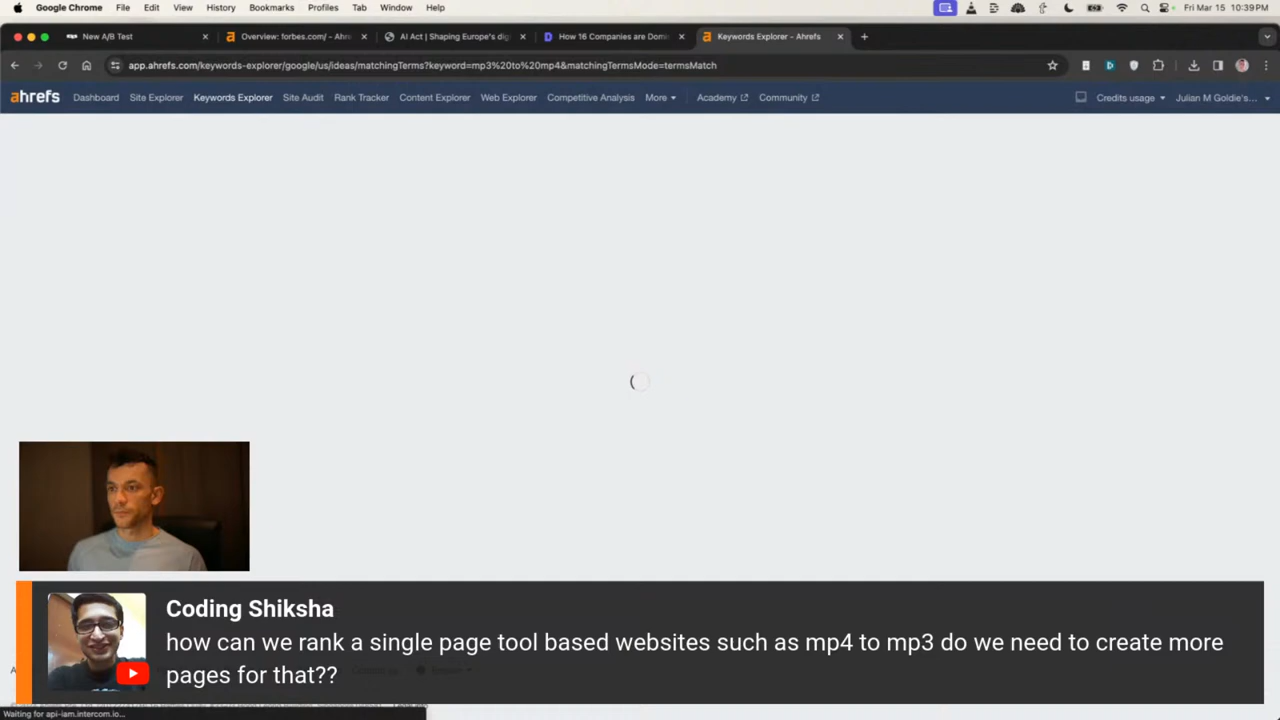 Google Chrome File Edit View History Bookmarks Profiles Tab Window Help Fri Mar 15 10:39 PM
New A/B Test Overview: forbes.com/ - Ahre AI Act | Shaping Europe's dig How 16 Companies are Domi Keywords Explorer - Ahrefs
app.ahrefs.com/keywords-explorer/google/us/ideas/matchingTerms?keyword=mp3%20to%20mp4&matchingTermsMode=termsMatch
ahrefs Dashboard Site Explorer Keywords Explorer Site Audit Rank Tracker Content Explorer Web Explorer Competitive Analysis More Academy Community Credits usage Julian M Goldie's...
Coding Shiksha
how can we rank a single page tool based websites such as mp4 to mp3 do we need to create more
pages for that??
Waiting for api-iam.intercom.io...